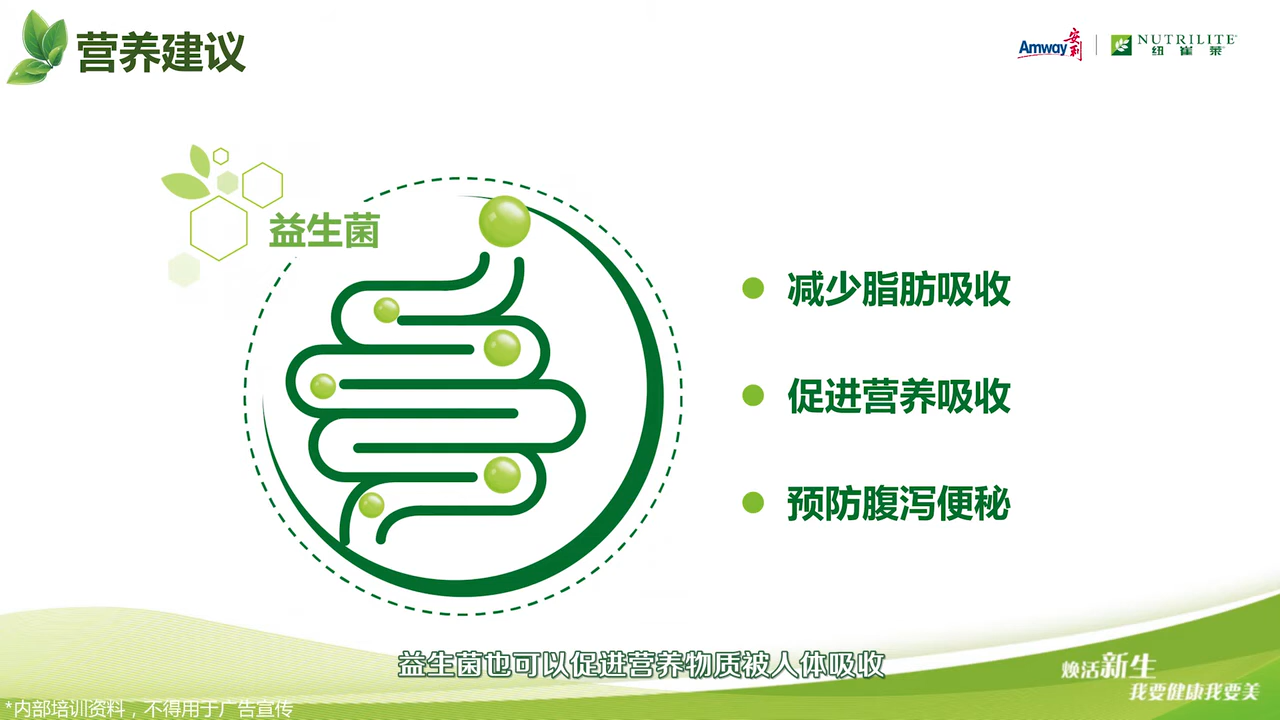 营养建议
Amway安利
NUTRILITE
纽崔莱
益生菌
减少脂肪吸收
促进营养吸收
预防腹泻便秘
益生菌也可以促进营养物质被人体吸收
焕活新生
我要健康我要美
*内部培训资料，不得用于广告宣传